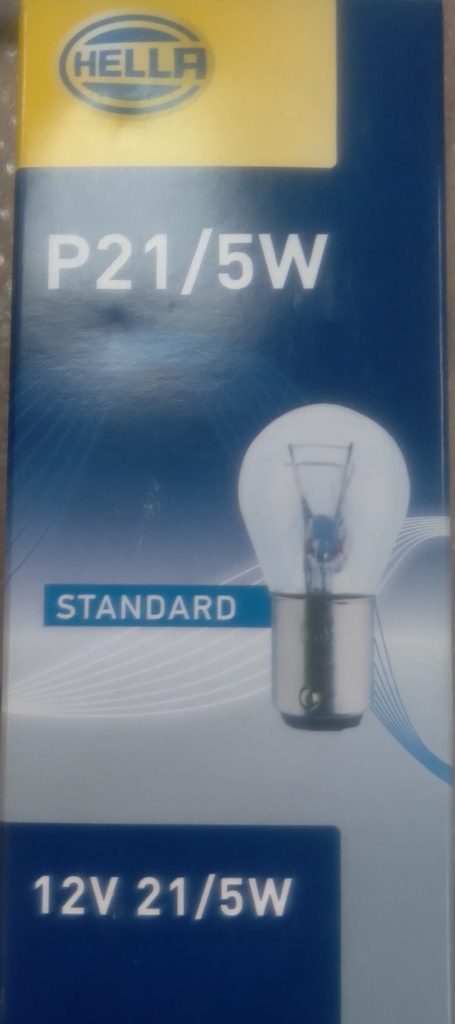 HELLA
P21/5W
STANDARD
12V 21/5W